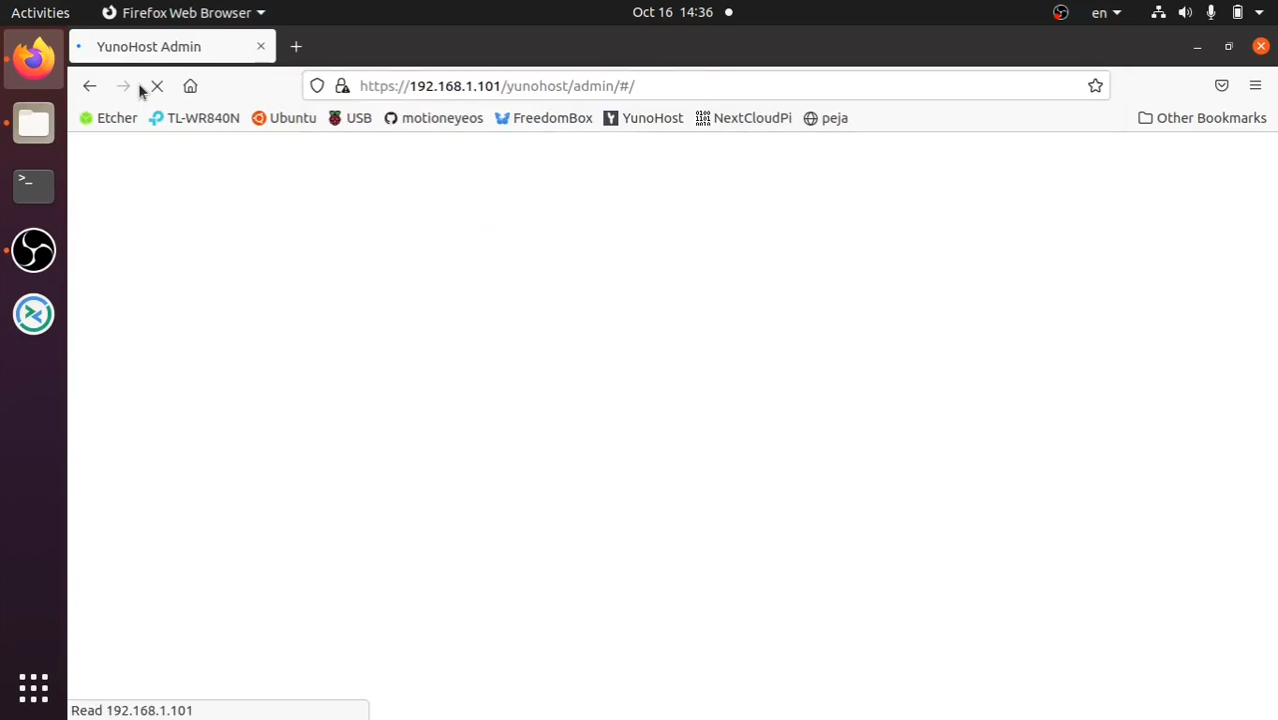 Activities Firefox Web Browser Oct 16 14:36 en
YunoHost Admin
https://192.168.1.101/yunohost/admin/#/
Etcher TL-WR840N Ubuntu USB motioneyeos FreedomBox YunoHost NextCloudPi peja Other Bookmarks
Read 192.168.1.101